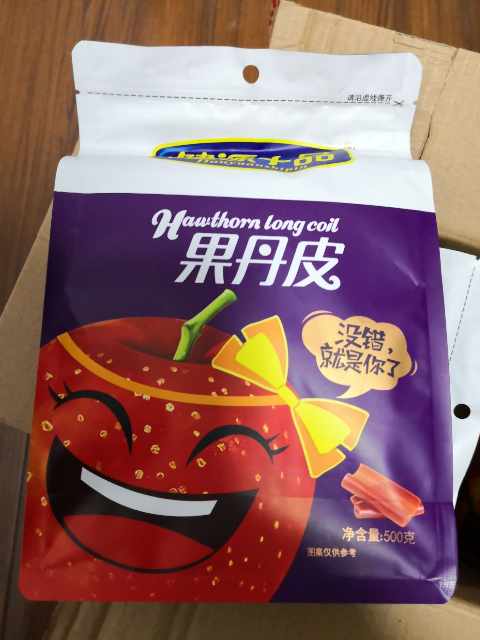 请沿虚线撕开
Hawthorn long coil
果丹皮
没错，
就是你了
净含量:500克
图案仅供参考